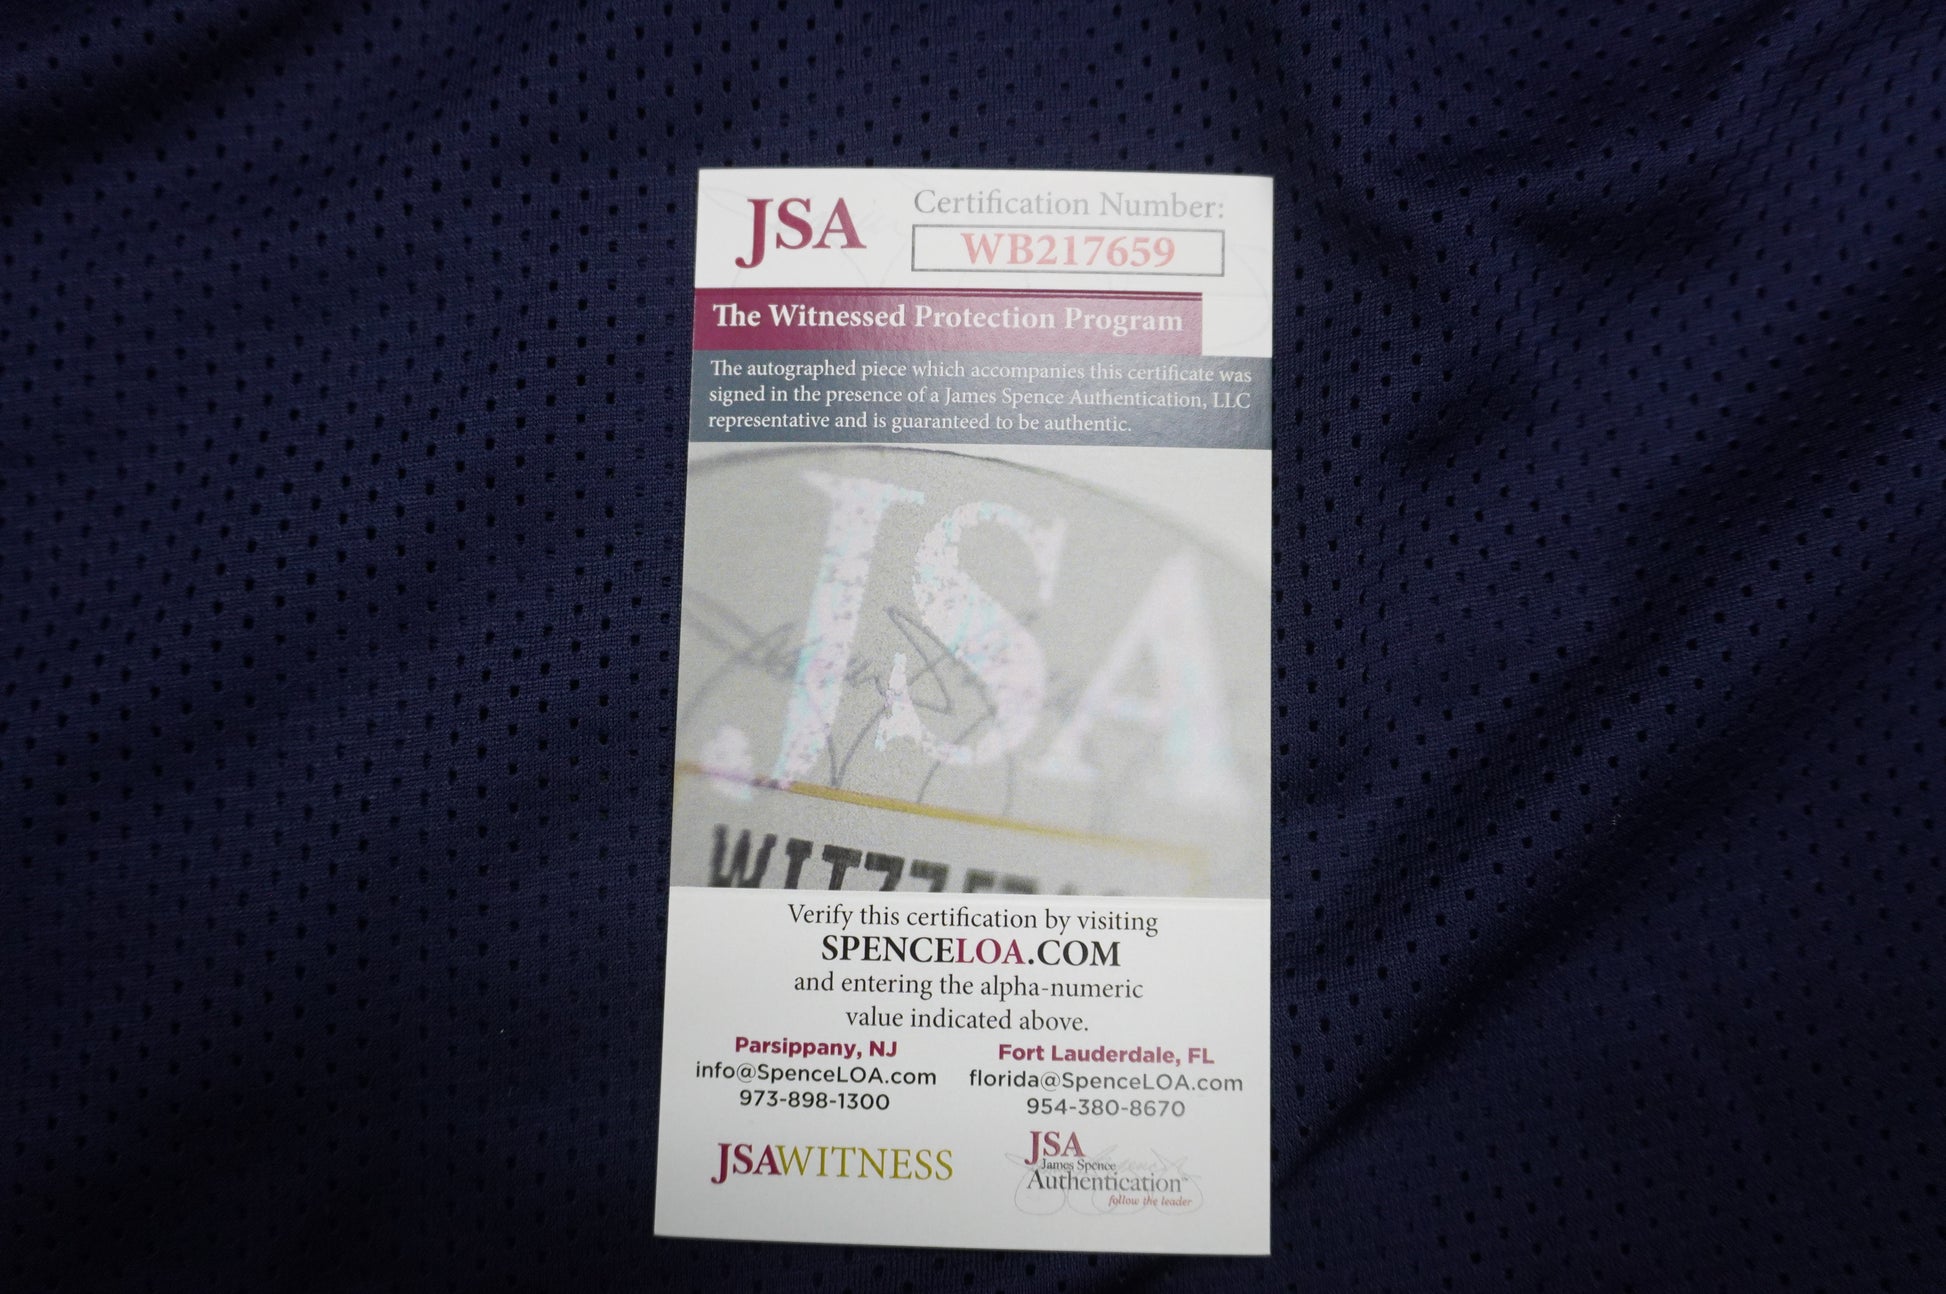 JSA
Certification Number:
WB217659
The Witnessed Protection Program
The autographed piece which accompanies this certificate was
signed in the presence of a James Spence Authentication, LLC
representative and is guaranteed to be authentic.
JSA
Verify this certification by visiting
SPENCELOA.COM
and entering the alpha-numeric
value indicated above.
Parsippany, NJ
info@SpenceLOA.com
973-898-1300
Fort Lauderdale, FL
florida@SpenceLOA.com
954-380-8670
JSAWITNESS
JSA
James Spence
Authentication
follow the leader